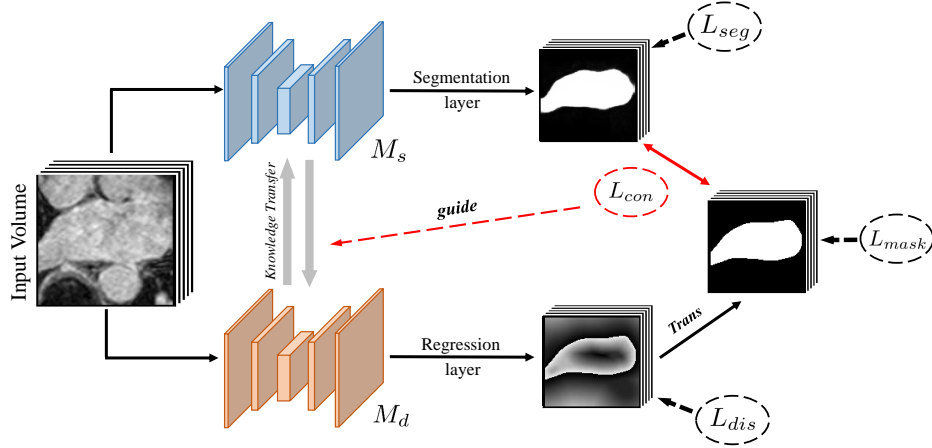 L_seg
Segmentation
layer
M_s
Input Volume
Knowledge Transfer
guide
L_con
L_mask
Trans
Regression
layer
M_d
L_dis